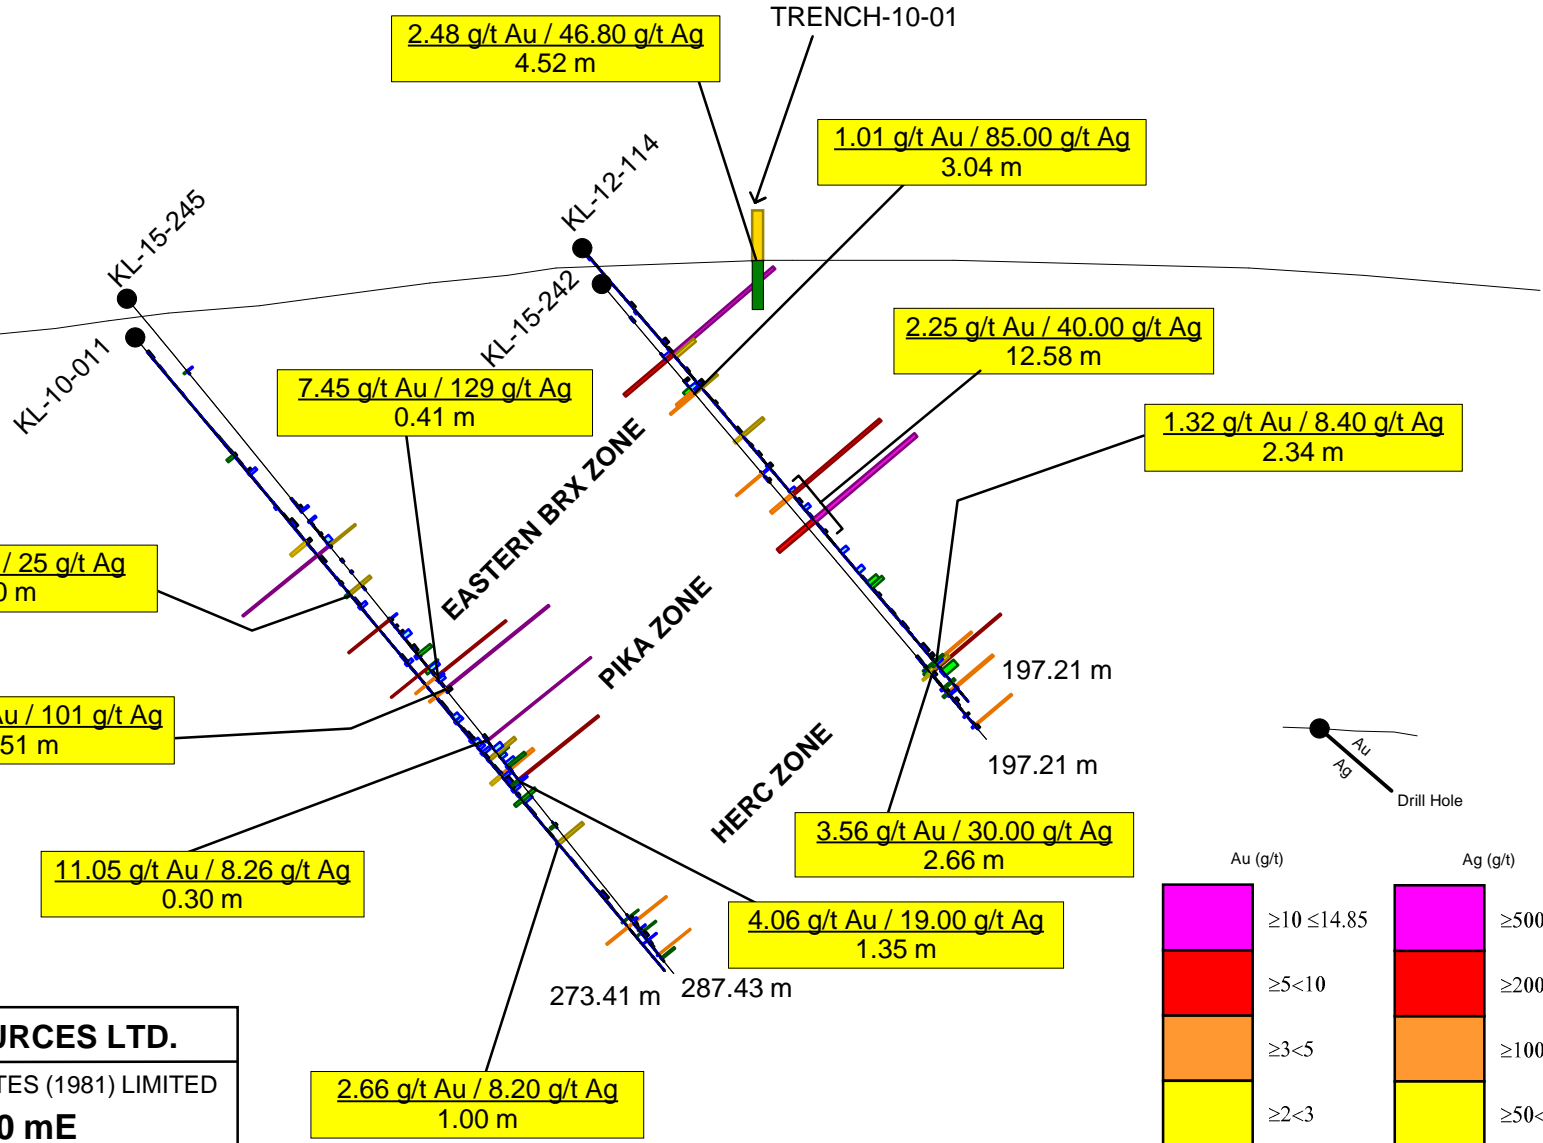 TRENCH-10-01
2.48 g/t Au / 46.80 g/t Ag
4.52 m
1.01 g/t Au / 85.00 g/t Ag
3.04 m
KL-12-114
KL-15-245
KL-15-242
KL-10-011
2.25 g/t Au / 40.00 g/t Ag
12.58 m
7.45 g/t Au / 129 g/t Ag
0.41 m
1.32 g/t Au / 8.40 g/t Ag
2.34 m
EASTERN BRX ZONE
/ 25 g/t Ag
0 m
PIKA ZONE
197.21 m
Au / 101 g/t Ag
51 m
197.21 m
HERC ZONE
Au
Ag
Drill Hole
3.56 g/t Au / 30.00 g/t Ag
2.66 m
11.05 g/t Au / 8.26 g/t Ag
0.30 m
4.06 g/t Au / 19.00 g/t Ag
1.35 m
273.41 m
287.43 m
2.66 g/t Au / 8.20 g/t Ag
1.00 m
URCES LTD.
TES (1981) LIMITED
0 mE
Au (g/t)
Ag (g/t)
≥10 ≤14.85
≥500
≥5<10
≥200
≥3<5
≥100
≥2<3
≥50<